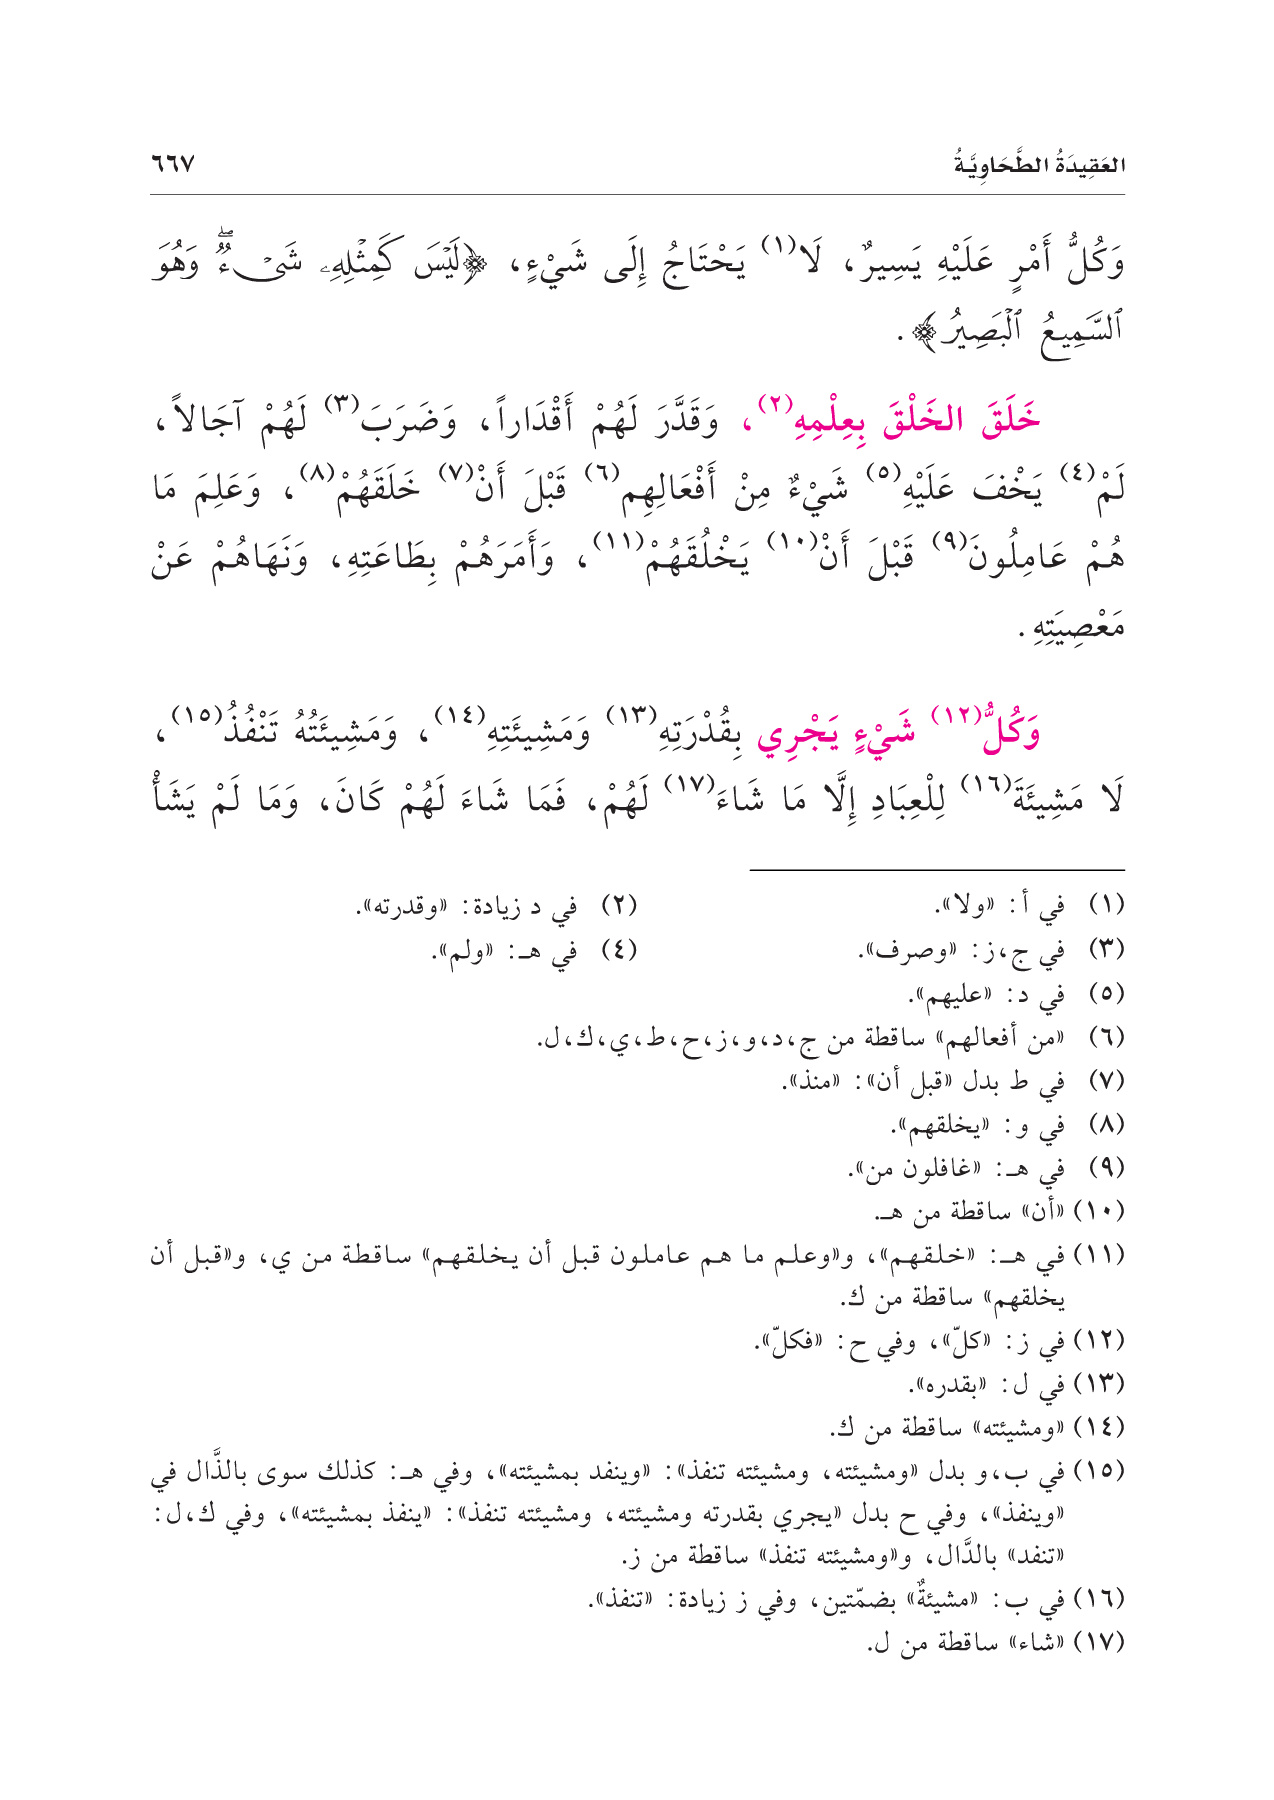 العَقِيدَةُ الطَّحَاوِيَّةُ ٦٦٧
وَكُلُّ أَمْرٍ عَلَيْهِ يَسِيرٌ، لَا(١) يَحْتَاجُ إِلَى شَيْءٍ، ﴿لَيْسَ كَمِثْلِهِۦ شَىْءٌۖ وَهُوَ
ٱلسَّمِيعُ ٱلْبَصِيرُ﴾.
خَلَقَ الخَلْقَ بِعِلْمِهِ(٢)، وَقَدَّرَ لَهُمْ أَقْدَاراً، وَضَرَبَ(٣) لَهُمْ آجَالاً،
لَمْ(٤) يَخْفَ عَلَيْهِ(٥) شَيْءٌ مِنْ أَفْعَالِهِم(٦) قَبْلَ أَنْ(٧) خَلَقَهُمْ(٨)، وَعَلِمَ مَا
هُمْ عَامِلُونَ(٩) قَبْلَ أَنْ(١٠) يَخْلُقَهُمْ(١١)، وَأَمَرَهُمْ بِطَاعَتِهِ، وَنَهَاهُمْ عَنْ
مَعْصِيَتِهِ.
وَكُلُّ(١٢) شَيْءٍ يَجْرِي بِقُدْرَتِهِ(١٣) وَمَشِيئَتِهِ(١٤)، وَمَشِيئَتُهُ تَنْفُذُ(١٥)،
لَا مَشِيئَةَ(١٦) لِلْعِبَادِ إِلَّا مَا شَاءَ(١٧) لَهُمْ، فَمَا شَاءَ لَهُمْ كَانَ، وَمَا لَمْ يَشَأْ
(١) في أ: «ولا». (٢) في د زيادة: «وقدرته».
(٣) في ج،ز: «وصرف». (٤) في هـ: «ولم».
(٥) في د: «عليهم».
(٦) «من أفعالهم» ساقطة من ج،د،و،ز،ح،ط،ي،ك،ل.
(٧) في ط بدل «قبل أن»: «منذ».
(٨) في و: «يخلقهم».
(٩) في هـ: «غافلون من».
(١٠) «أن» ساقطة من هـ.
(١١) في هـ: «خلقهم»، و«وعلم ما هم عاملون قبل أن يخلقهم» ساقطة من ي، و«قبل أن
يخلقهم» ساقطة من ك.
(١٢) في ز: «كلّ»، وفي ح: «فكلّ».
(١٣) في ل: «بقدره».
(١٤) «ومشيئته» ساقطة من ك.
(١٥) في ب،و بدل «ومشيئته، ومشيئته تنفذ»: «وينفد بمشيئته»، وفي هـ: كذلك سوى بالذَّال في
«وينفذ»، وفي ح بدل «يجري بقدرته ومشيئته، ومشيئته تنفذ»: «ينفذ بمشيئته»، وفي ك،ل:
«تنفد» بالدَّال، و«ومشيئته تنفذ» ساقطة من ز.
(١٦) في ب: «مشيئةٌ» بضمّتين، وفي ز زيادة: «تنفذ».
(١٧) «شاء» ساقطة من ل.